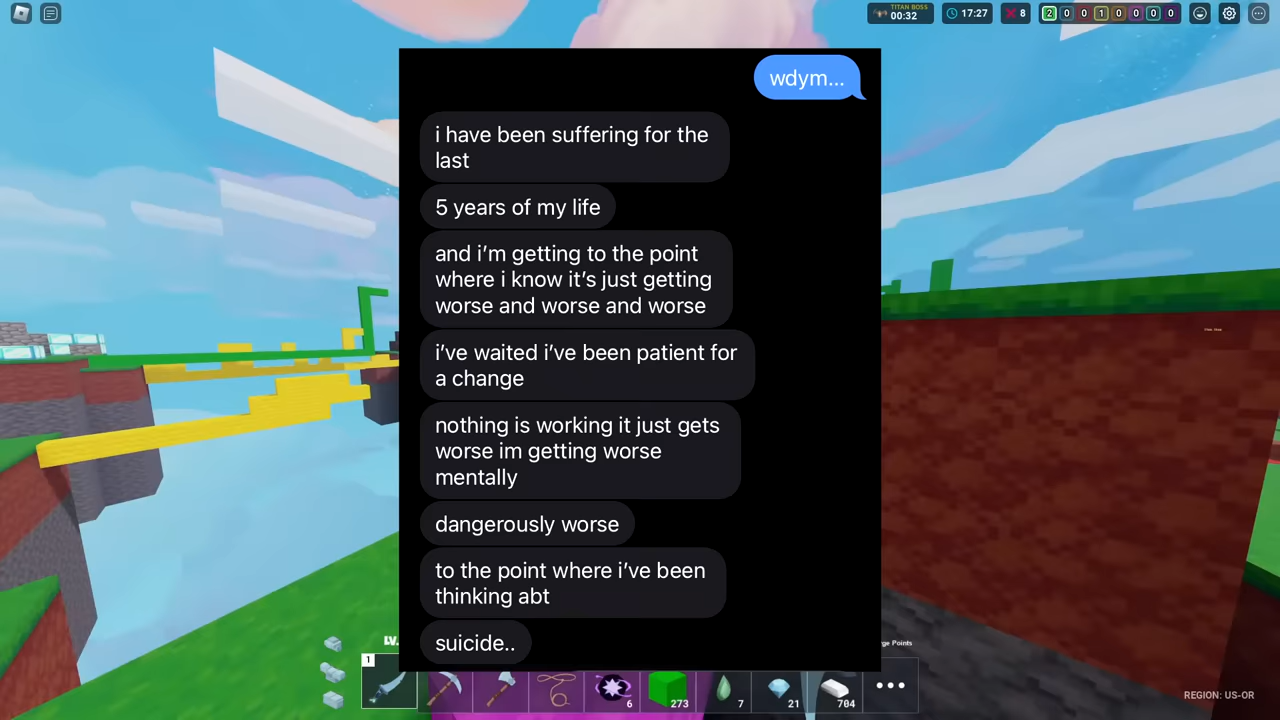 TITAN BOSS
00:32
17:27
8
2 0 0 1 0 0 0 0
wdym...
i have been suffering for the
last
5 years of my life
and i’m getting to the point
where i know it’s just getting
worse and worse and worse
i’ve waited i’ve been patient for
a change
nothing is working it just gets
worse im getting worse
mentally
dangerously worse
to the point where i’ve been
thinking abt
suicide..
LV.
rge Points
1
6
273
7
21
704
REGION: US-OR